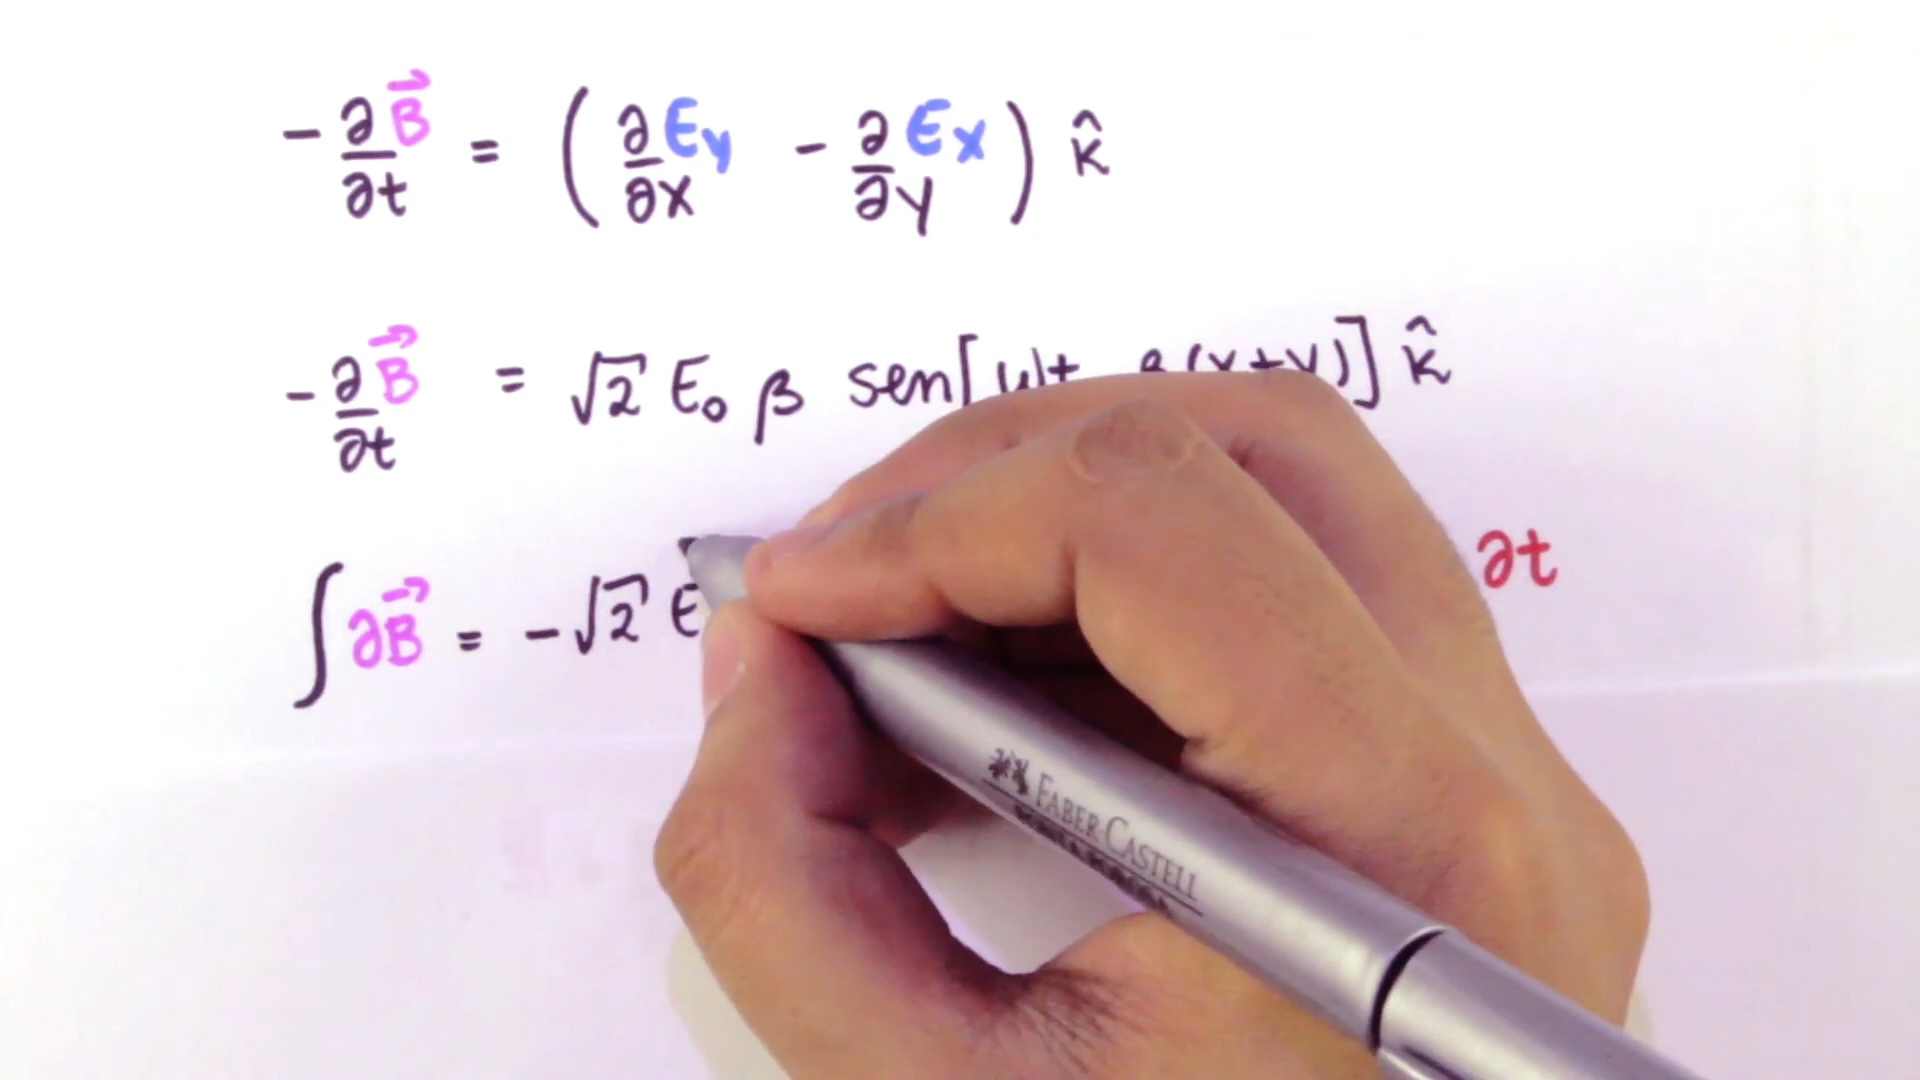 -∂B⃗/∂t = (∂Ey/∂x - ∂Ex/∂y) k̂
-∂B⃗/∂t = √2 E₀ β sen[ωt β(x+y)] k̂
∫∂B⃗ = -√2 E ∂t
FABER-CASTELL